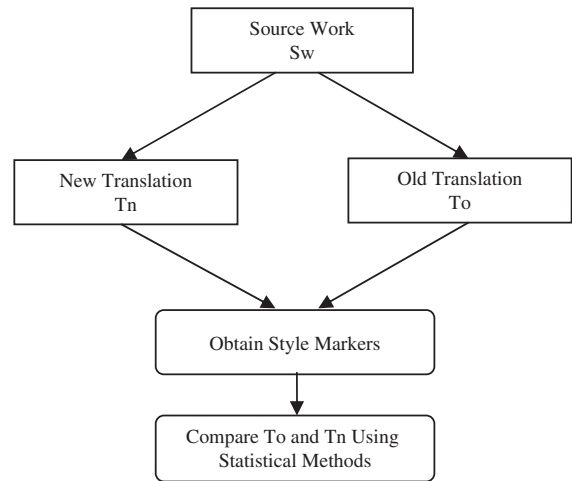 Source Work
Sw
New Translation
Tn
Old Translation
To
Obtain Style Markers
Compare To and Tn Using
Statistical Methods